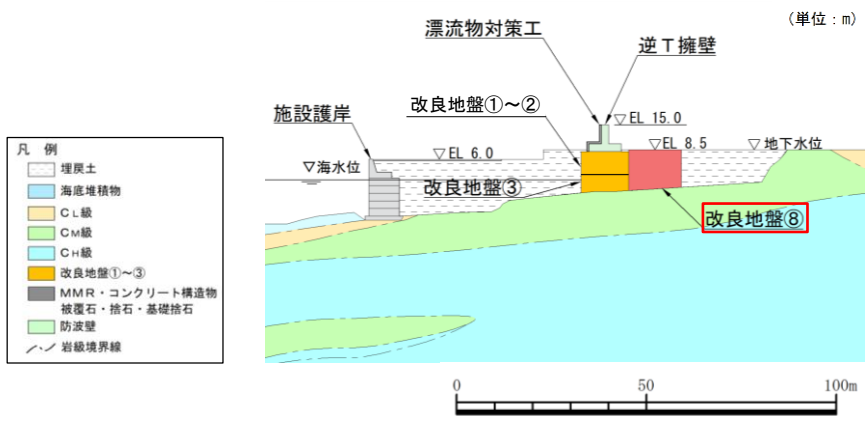 (単位：m)
漂流物対策工
逆Ｔ擁壁
改良地盤①～②
施設護岸
▽EL 15.0
▽EL 6.0
▽EL 8.5
▽地下水位
▽海水位
改良地盤③
改良地盤⑧
凡 例
埋戻土
海底堆積物
CL級
CM級
CH級
改良地盤①～③
MMR・コンクリート構造物
被覆石・捨石・基礎捨石
防波壁
岩級境界線
0 50 100m